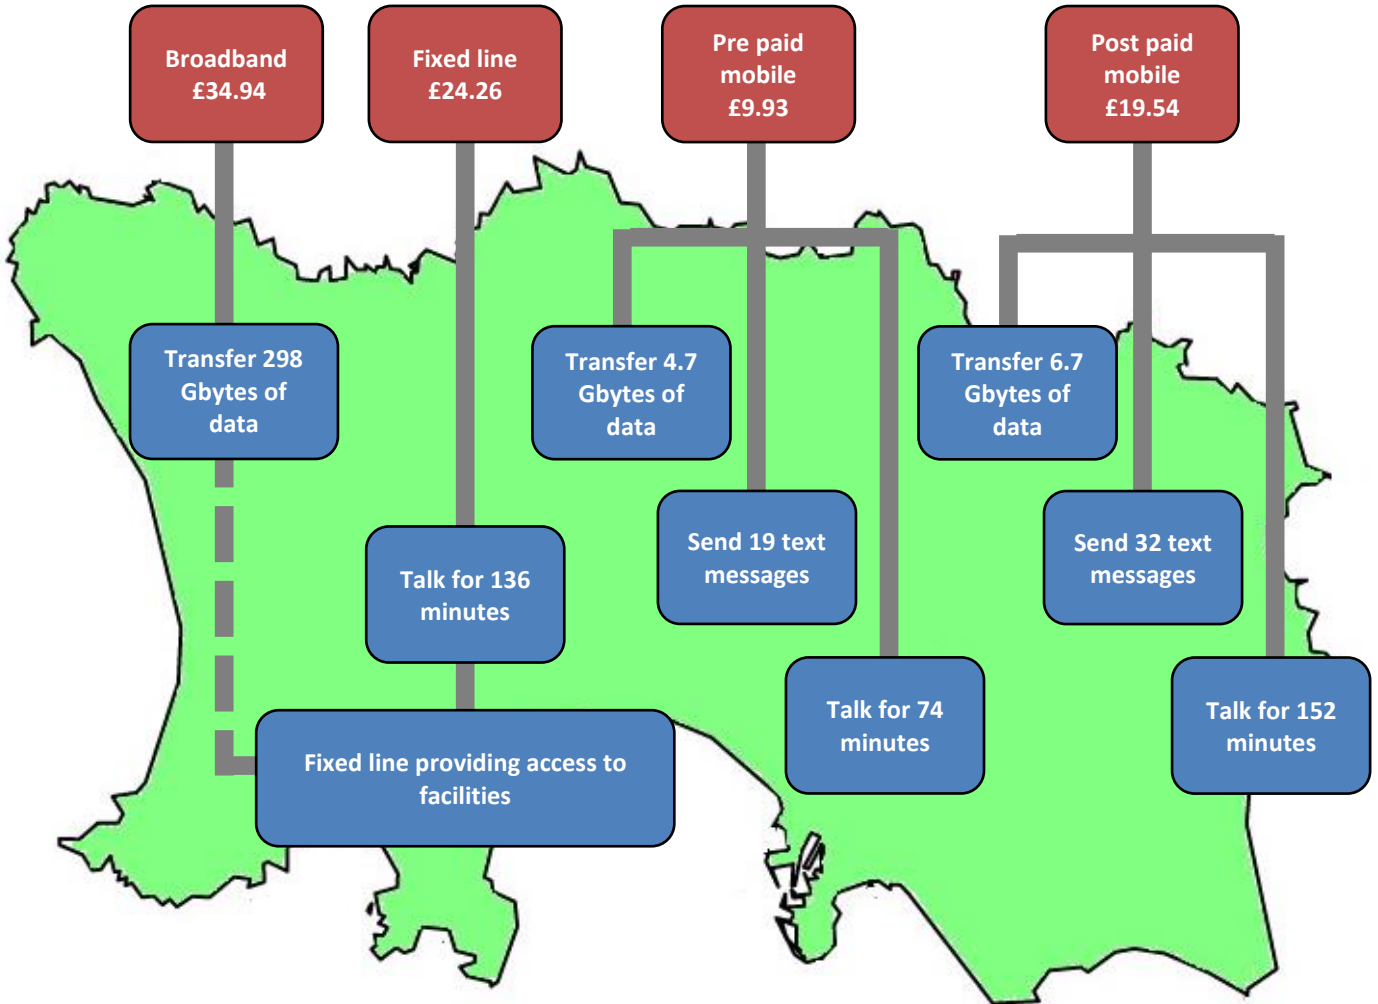 Broadband
£34.94
Fixed line
£24.26
Pre paid
mobile
£9.93
Post paid
mobile
£19.54
Transfer 298
Gbytes of
data
Transfer 4.7
Gbytes of
data
Transfer 6.7
Gbytes of
data
Send 19 text
messages
Send 32 text
messages
Talk for 136
minutes
Talk for 74
minutes
Talk for 152
minutes
Fixed line providing access to
facilities